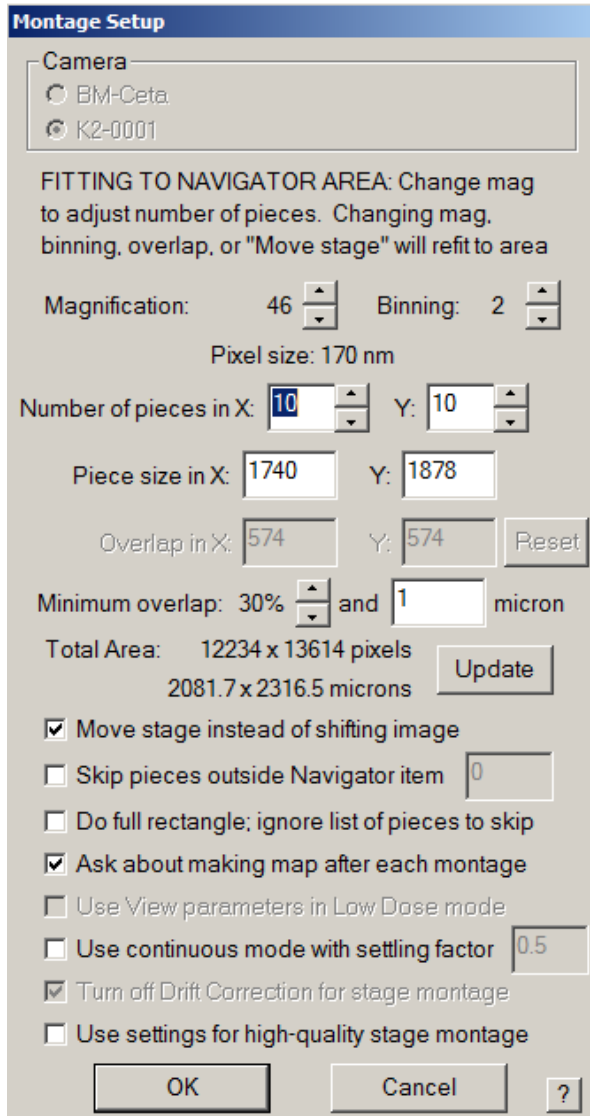 Montage Setup
Camera
BM-Ceta
K2-0001
FITTING TO NAVIGATOR AREA: Change mag
to adjust number of pieces.  Changing mag,
binning, overlap, or "Move stage" will refit to area
Magnification: 46 Binning: 2
Pixel size: 170 nm
Number of pieces in X: 10 Y: 10
Piece size in X: 1740 Y: 1878
Overlap in X: 574 Y: 574 Reset
Minimum overlap: 30% and 1 micron
Total Area: 12234 x 13614 pixels
2081.7 x 2316.5 microns Update
Move stage instead of shifting image
Skip pieces outside Navigator item 0
Do full rectangle; ignore list of pieces to skip
Ask about making map after each montage
Use View parameters in Low Dose mode
Use continuous mode with settling factor 0.5
Turn off Drift Correction for stage montage
Use settings for high-quality stage montage
OK Cancel ?